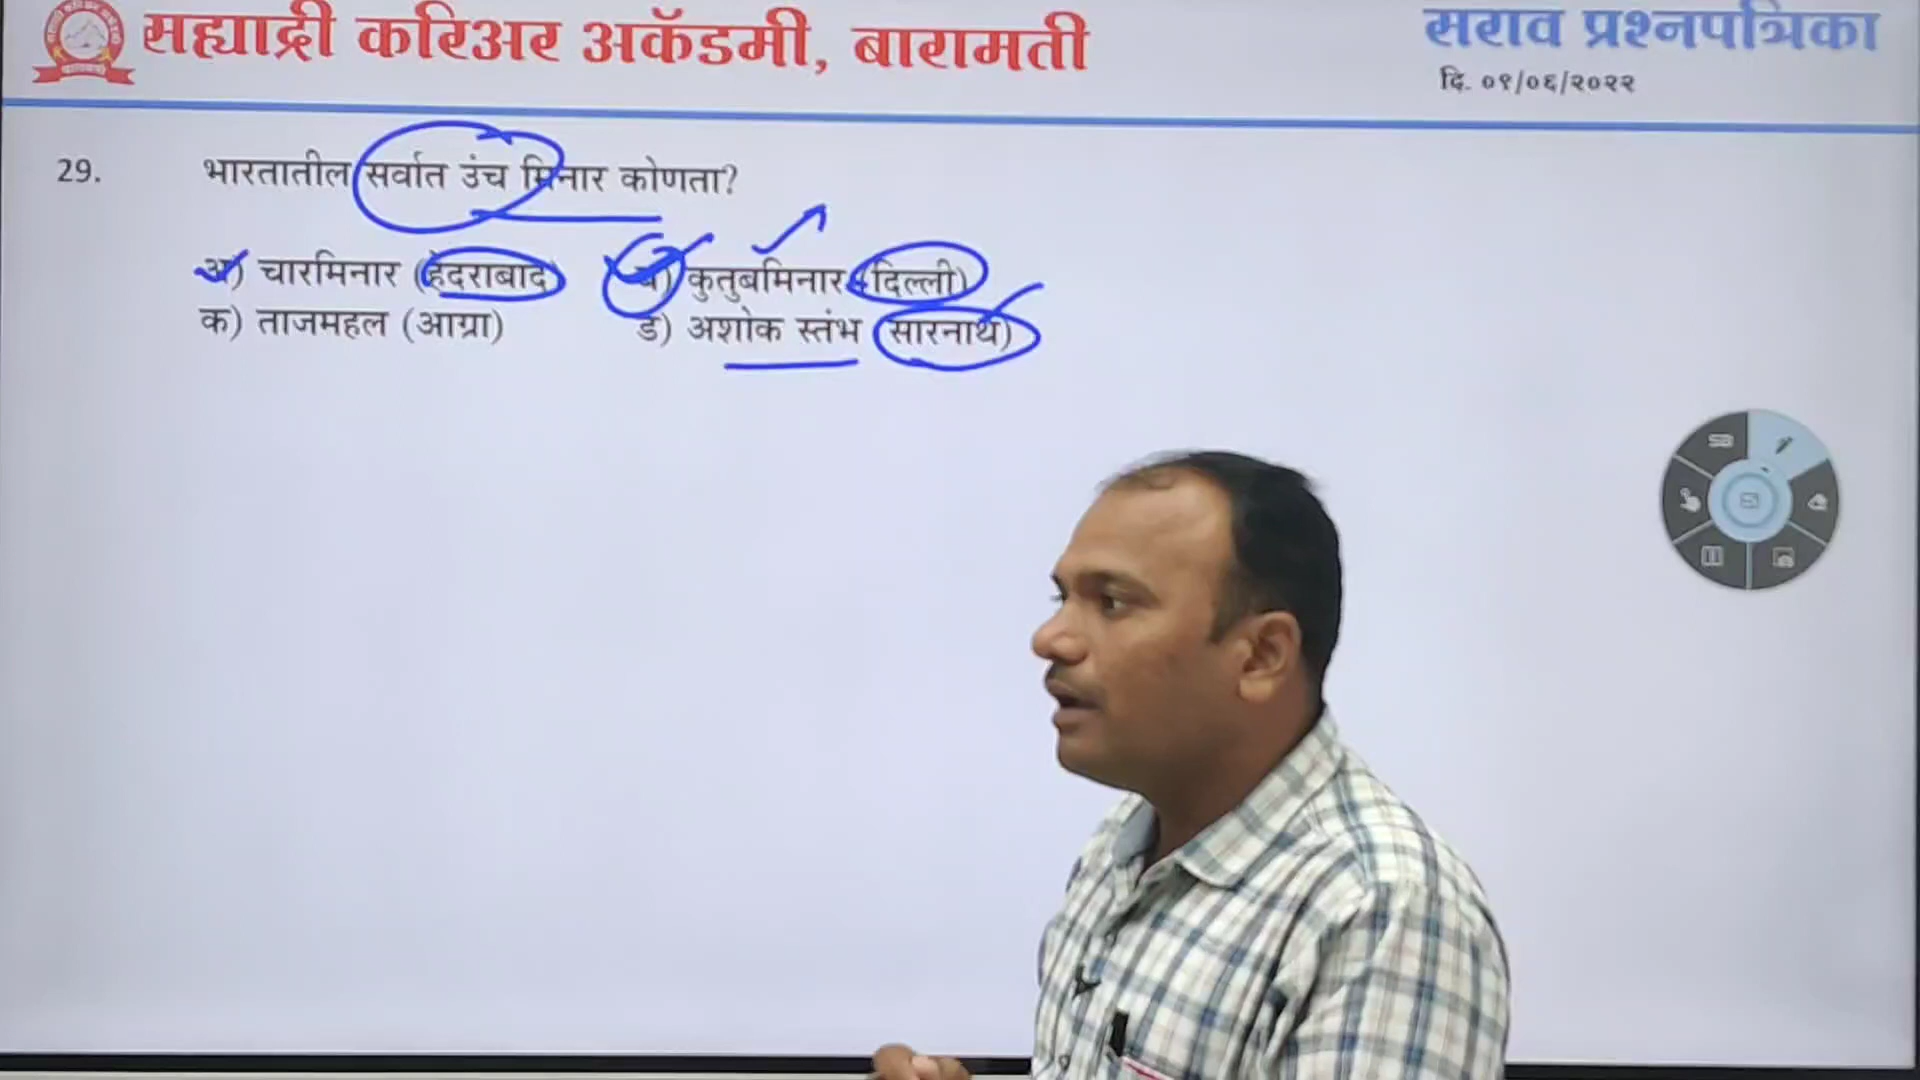 सह्याद्री करिअर अकॅडमी, बारामती
सराव प्रश्नपत्रिका
दि. ०९/०६/२०२२
29. भारतातील सर्वात उंच मिनार कोणता?
अ) चारमिनार (हैदराबाद) ब) कुतुबमिनार (दिल्ली)
क) ताजमहल (आग्रा) ड) अशोक स्तंभ (सारनाथ)